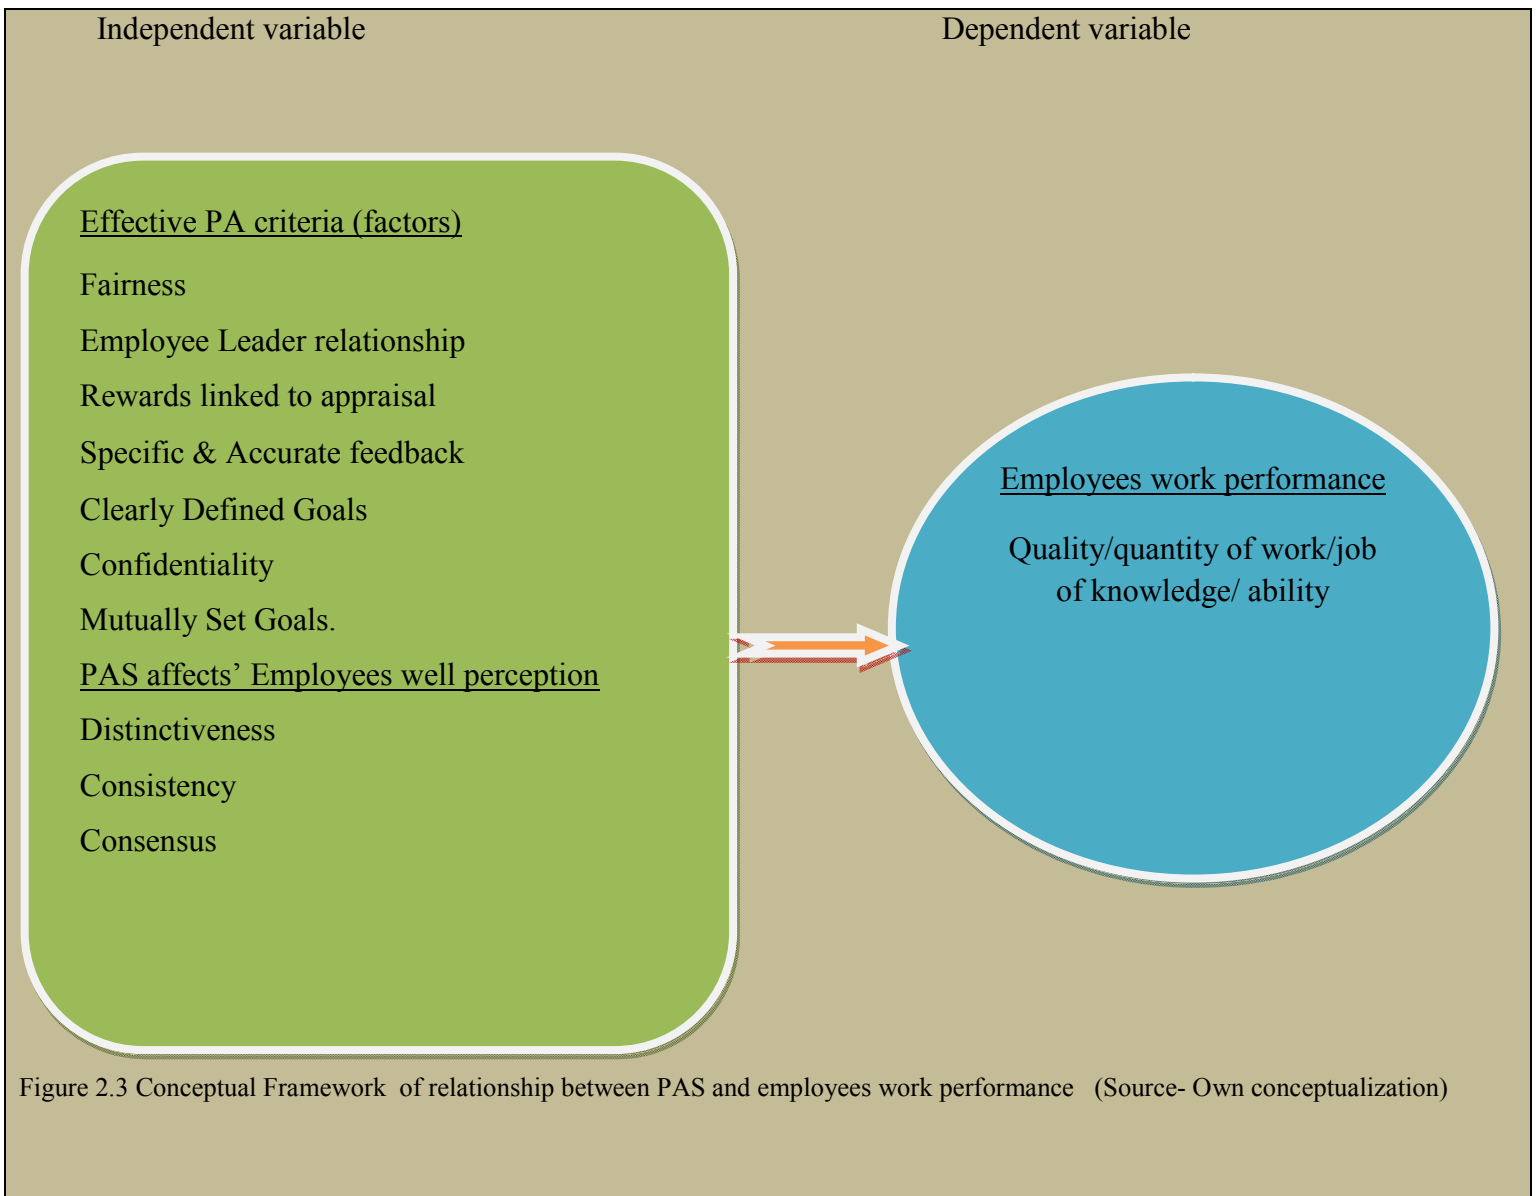 Independent variable
Dependent variable
Effective PA criteria (factors)
Fairness
Employee Leader relationship
Rewards linked to appraisal
Specific & Accurate feedback
Clearly Defined Goals
Confidentiality
Mutually Set Goals.
PAS affects’ Employees well perception
Distinctiveness
Consistency
Consensus
Employees work performance
Quality/quantity of work/job
of knowledge/ ability
Figure 2.3 Conceptual Framework  of relationship between PAS and employees work performance   (Source- Own conceptualization)